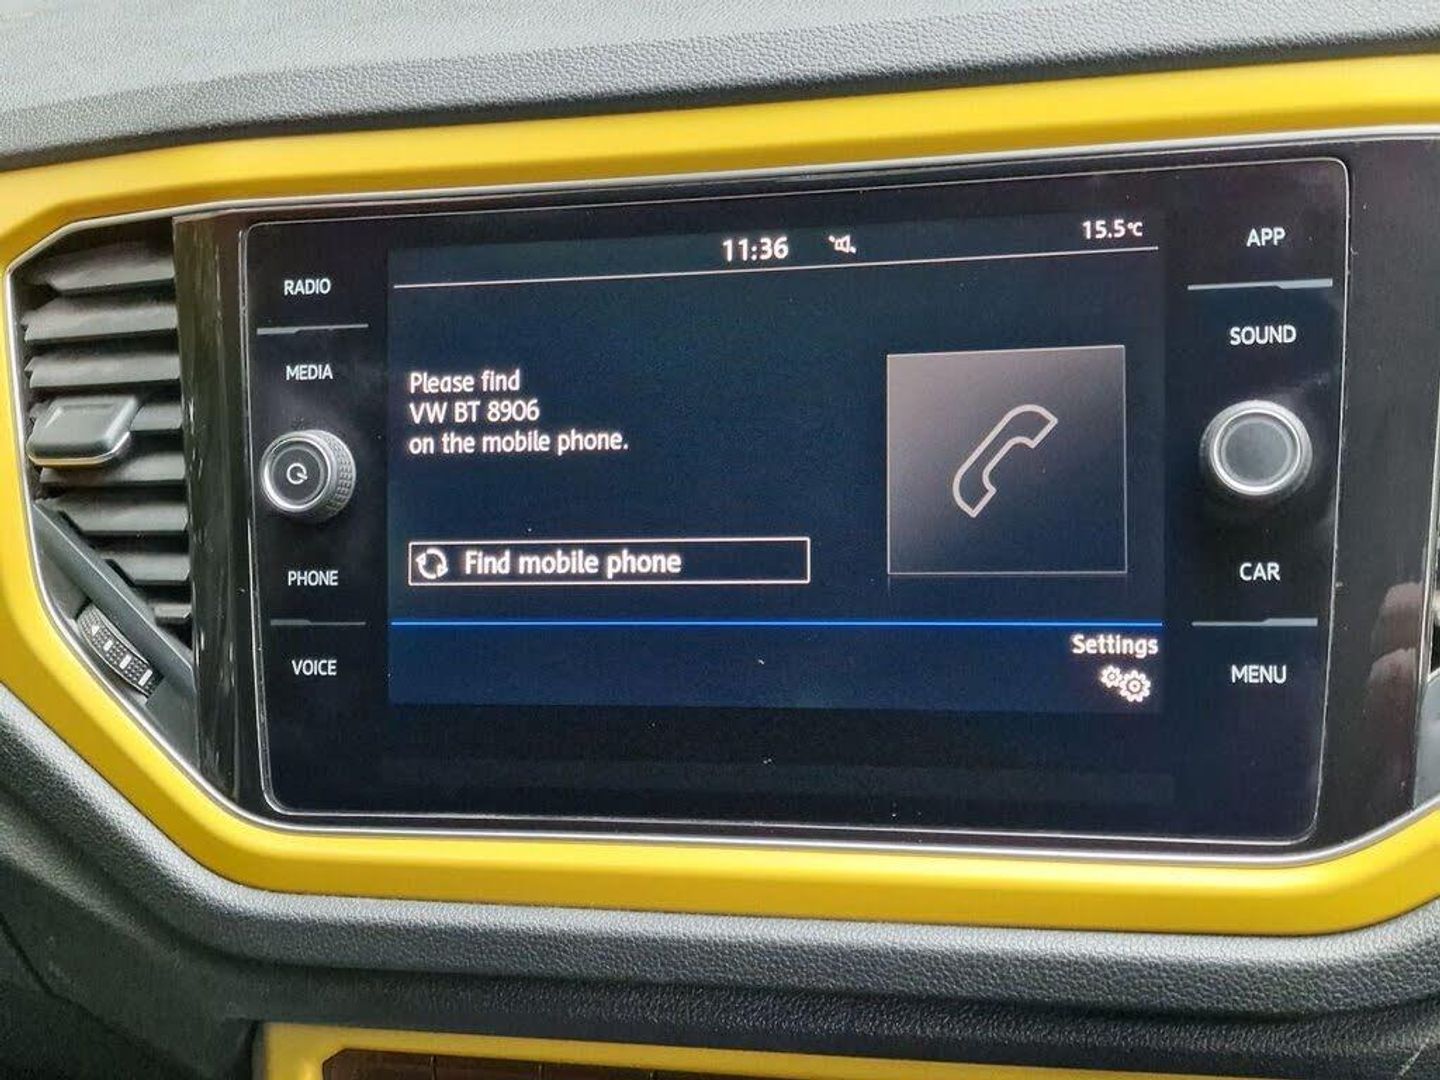 11:36
15.5°C
APP
RADIO
SOUND
MEDIA
Please find
VW BT 8906
on the mobile phone.
Find mobile phone
PHONE
CAR
Settings
VOICE
MENU